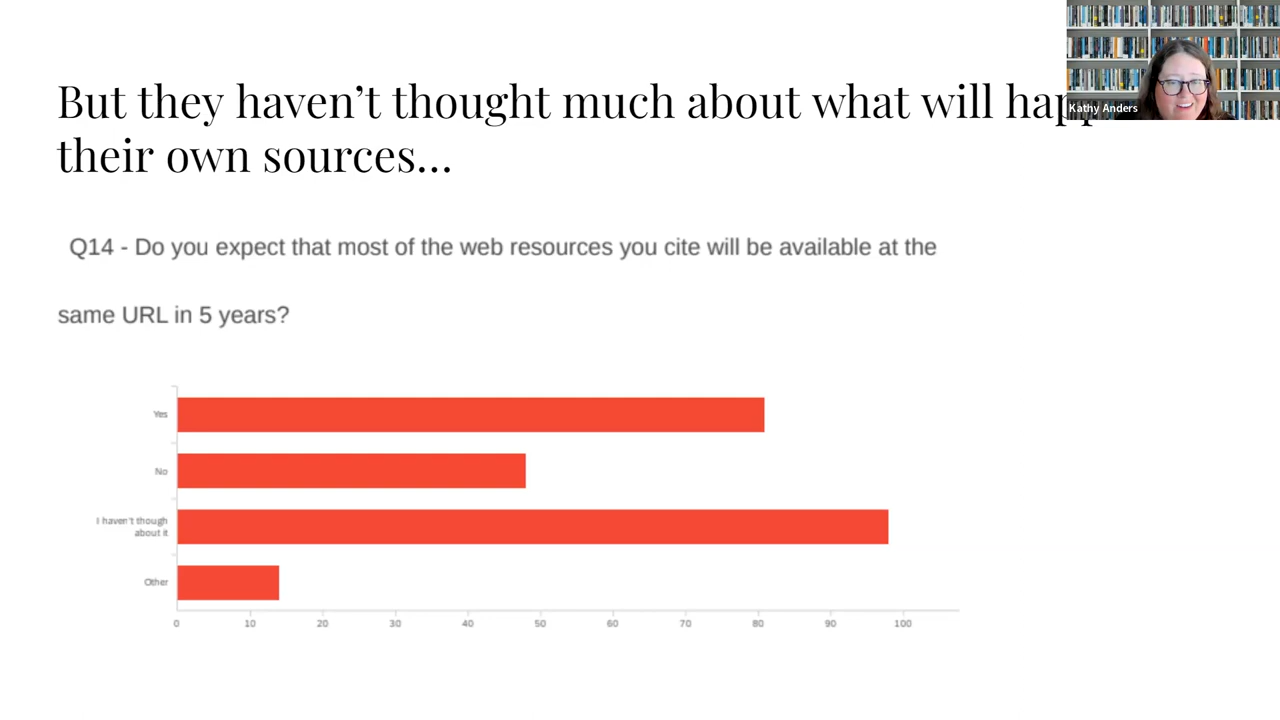 But they haven't thought much about what will
their own sources...
Kathy Anders
Q14 - Do you expect that most of the web resources you cite will be available at the
same URL in 5 years?
Yes
No
I haven't though
about it
Other
0 10 20 30 40 50 60 70 80 90 100